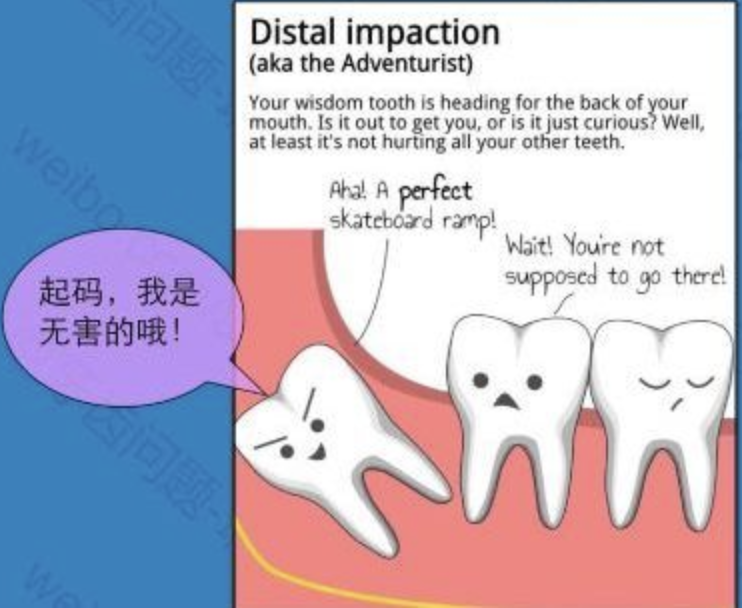 Distal impaction
(aka the Adventurist)
Your wisdom tooth is heading for the back of your
mouth. Is it out to get you, or is it just curious? Well,
at least it's not hurting all your other teeth.
Aha! A perfect
skateboard ramp!
Wait! You're not
supposed to go there!
起码，我是
无害的哦！